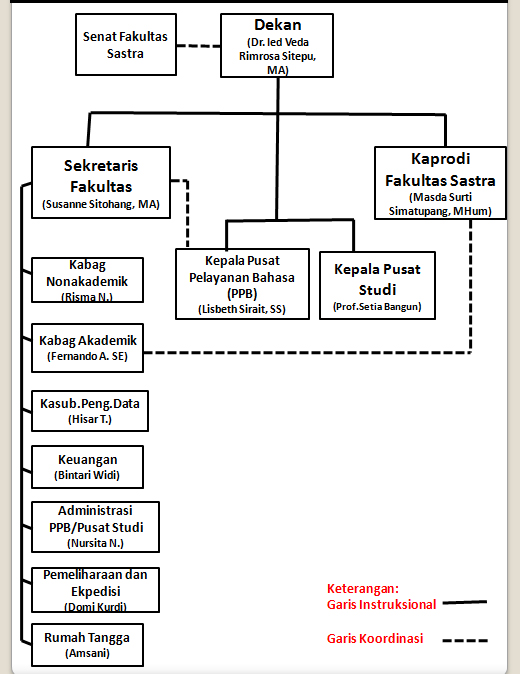 Senat Fakultas
Sastra
Dekan
(Dr. Ied Veda
Rimrosa Sitepu,
MA)
Sekretaris
Fakultas
(Susanne Sitohang, MA)
Kaprodi
Fakultas Sastra
(Masda Surti
Simatupang, MHum)
Kepala Pusat
Pelayanan Bahasa
(PPB)
(Lisbeth Sirait, SS)
Kepala Pusat
Studi
(Prof.Setia Bangun)
Kabag
Nonakademik
(Risma N.)
Kabag Akademik
(Fernando A. SE)
Kasub.Peng.Data
(Hisar T.)
Keuangan
(Bintari Widi)
Administrasi
PPB/Pusat Studi
(Nursita N.)
Pemeliharaan dan
Ekpedisi
(Domi Kurdi)
Rumah Tangga
(Amsani)
Keterangan:
Garis Instruksional
Garis Koordinasi